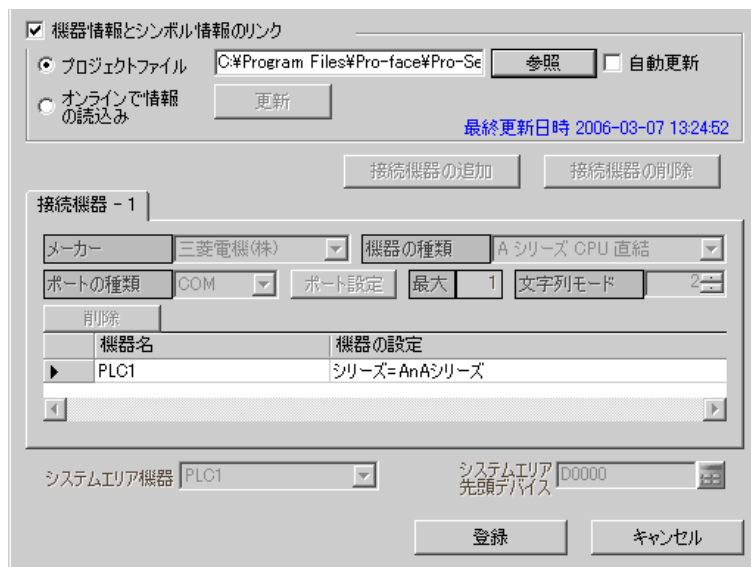 機器情報とシンボル情報のリンク
プロジェクトファイル C:¥Program Files¥Pro-face¥Pro-Se 参照 自動更新
オンラインで情報の読込み 更新
最終更新日時 2006-03-07 13:24:52
接続機器の追加 接続機器の削除
接続機器 - 1
メーカー 三菱電機(株) 機器の種類 A シリーズ CPU 直結
ポートの種類 COM ポート設定 最大 1 文字列モード 2
削除
機器名 機器の設定
PLC1 シリーズ=AnAシリーズ
システムエリア機器 PLC1 システムエリア先頭デバイス D0000
登録 キャンセル